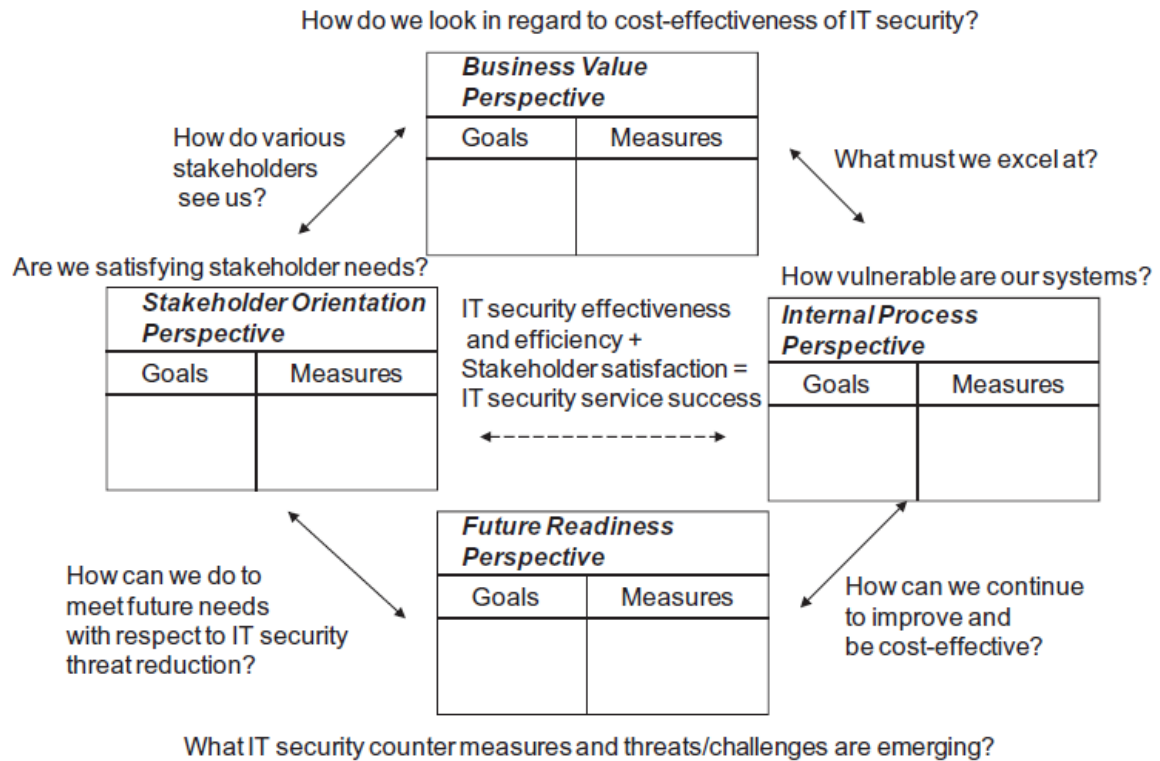 How do we look in regard to cost-effectiveness of IT security?
Business Value
Perspective
Goals
Measures
How do various
stakeholders
see us?
What must we excel at?
Are we satisfying stakeholder needs?
Stakeholder Orientation
Perspective
Goals
Measures
IT security effectiveness
and efficiency +
Stakeholder satisfaction =
IT security service success
How vulnerable are our systems?
Internal Process
Perspective
Goals
Measures
Future Readiness
Perspective
Goals
Measures
How can we do to
meet future needs
with respect to IT security
threat reduction?
How can we continue
to improve and
be cost-effective?
What IT security counter measures and threats/challenges are emerging?